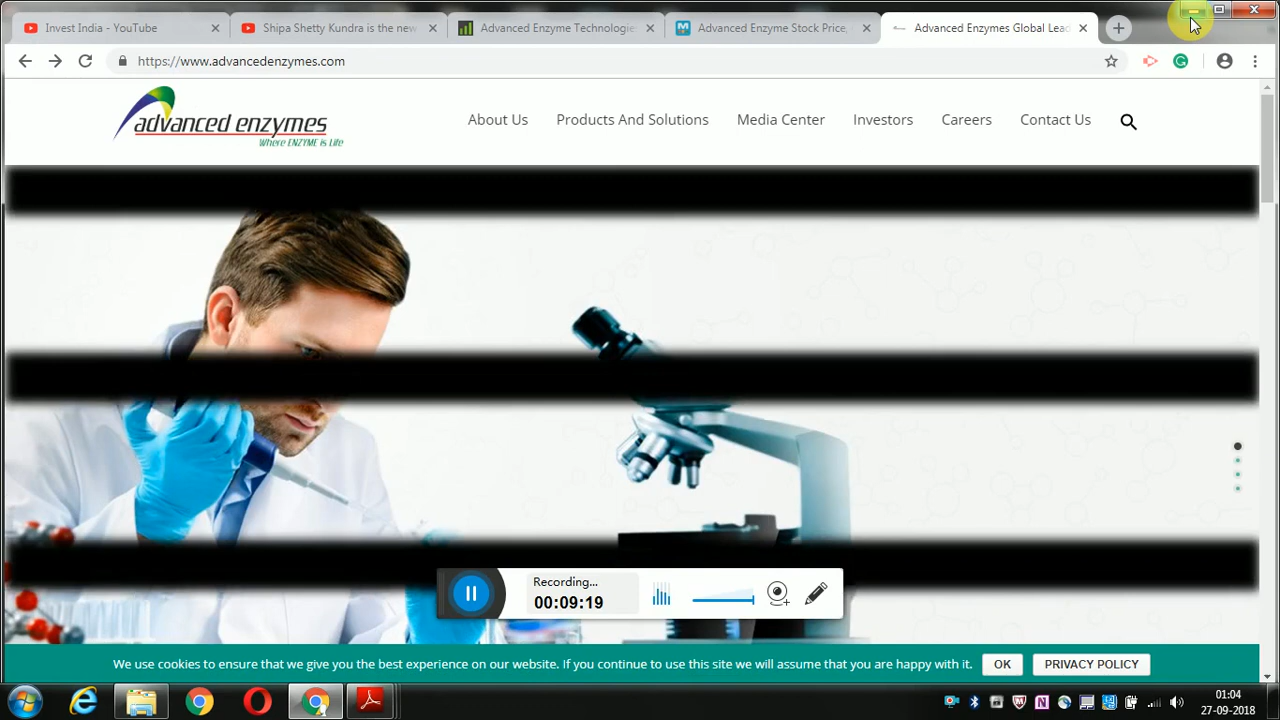 Invest India - YouTube
Shipa Shetty Kundra is the new
Advanced Enzyme Technologies
Advanced Enzyme Stock Price,
Advanced Enzymes Global Lead
https://www.advancedenzymes.com
advanced enzymes
Where ENZYME is Life
About Us
Products And Solutions
Media Center
Investors
Careers
Contact Us
Recording...
00:09:19
We use cookies to ensure that we give you the best experience on our website. If you continue to use this site we will assume that you are happy with it.
OK
PRIVACY POLICY
01:04
27-09-2018